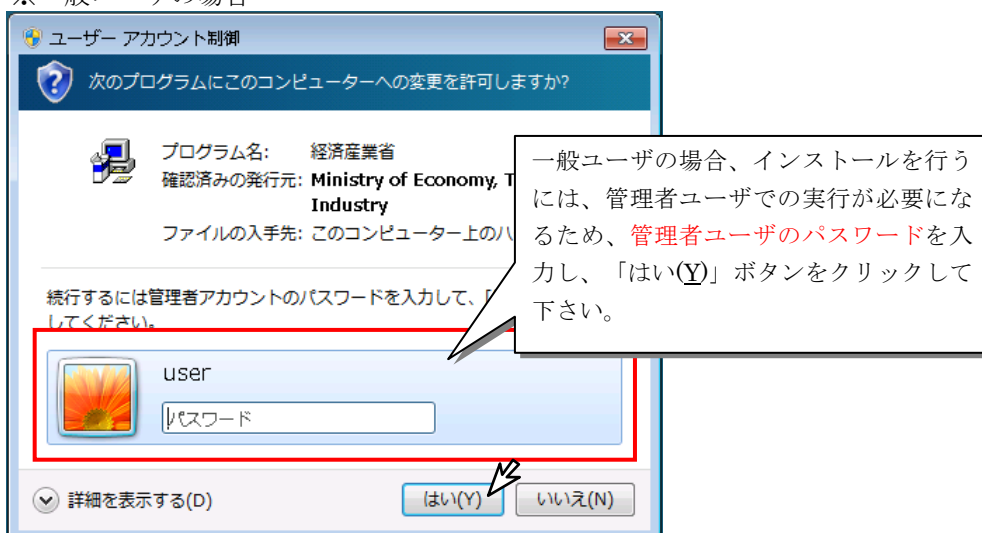 ※一般ユーザの場合
ユーザー アカウント制御
次のプログラムにこのコンピューターへの変更を許可しますか?
プログラム名: 経済産業省
確認済みの発行元: Ministry of Economy, T
Industry
ファイルの入手先: このコンピューター上のハ
一般ユーザの場合、インストールを行う
には、管理者ユーザでの実行が必要にな
るため、管理者ユーザのパスワードを入
力し、「はい(Y)」ボタンをクリックして
下さい。
続行するには管理者アカウントのパスワードを入力して、[
してください。
user
パスワード
詳細を表示する(D)
はい(Y)
いいえ(N)